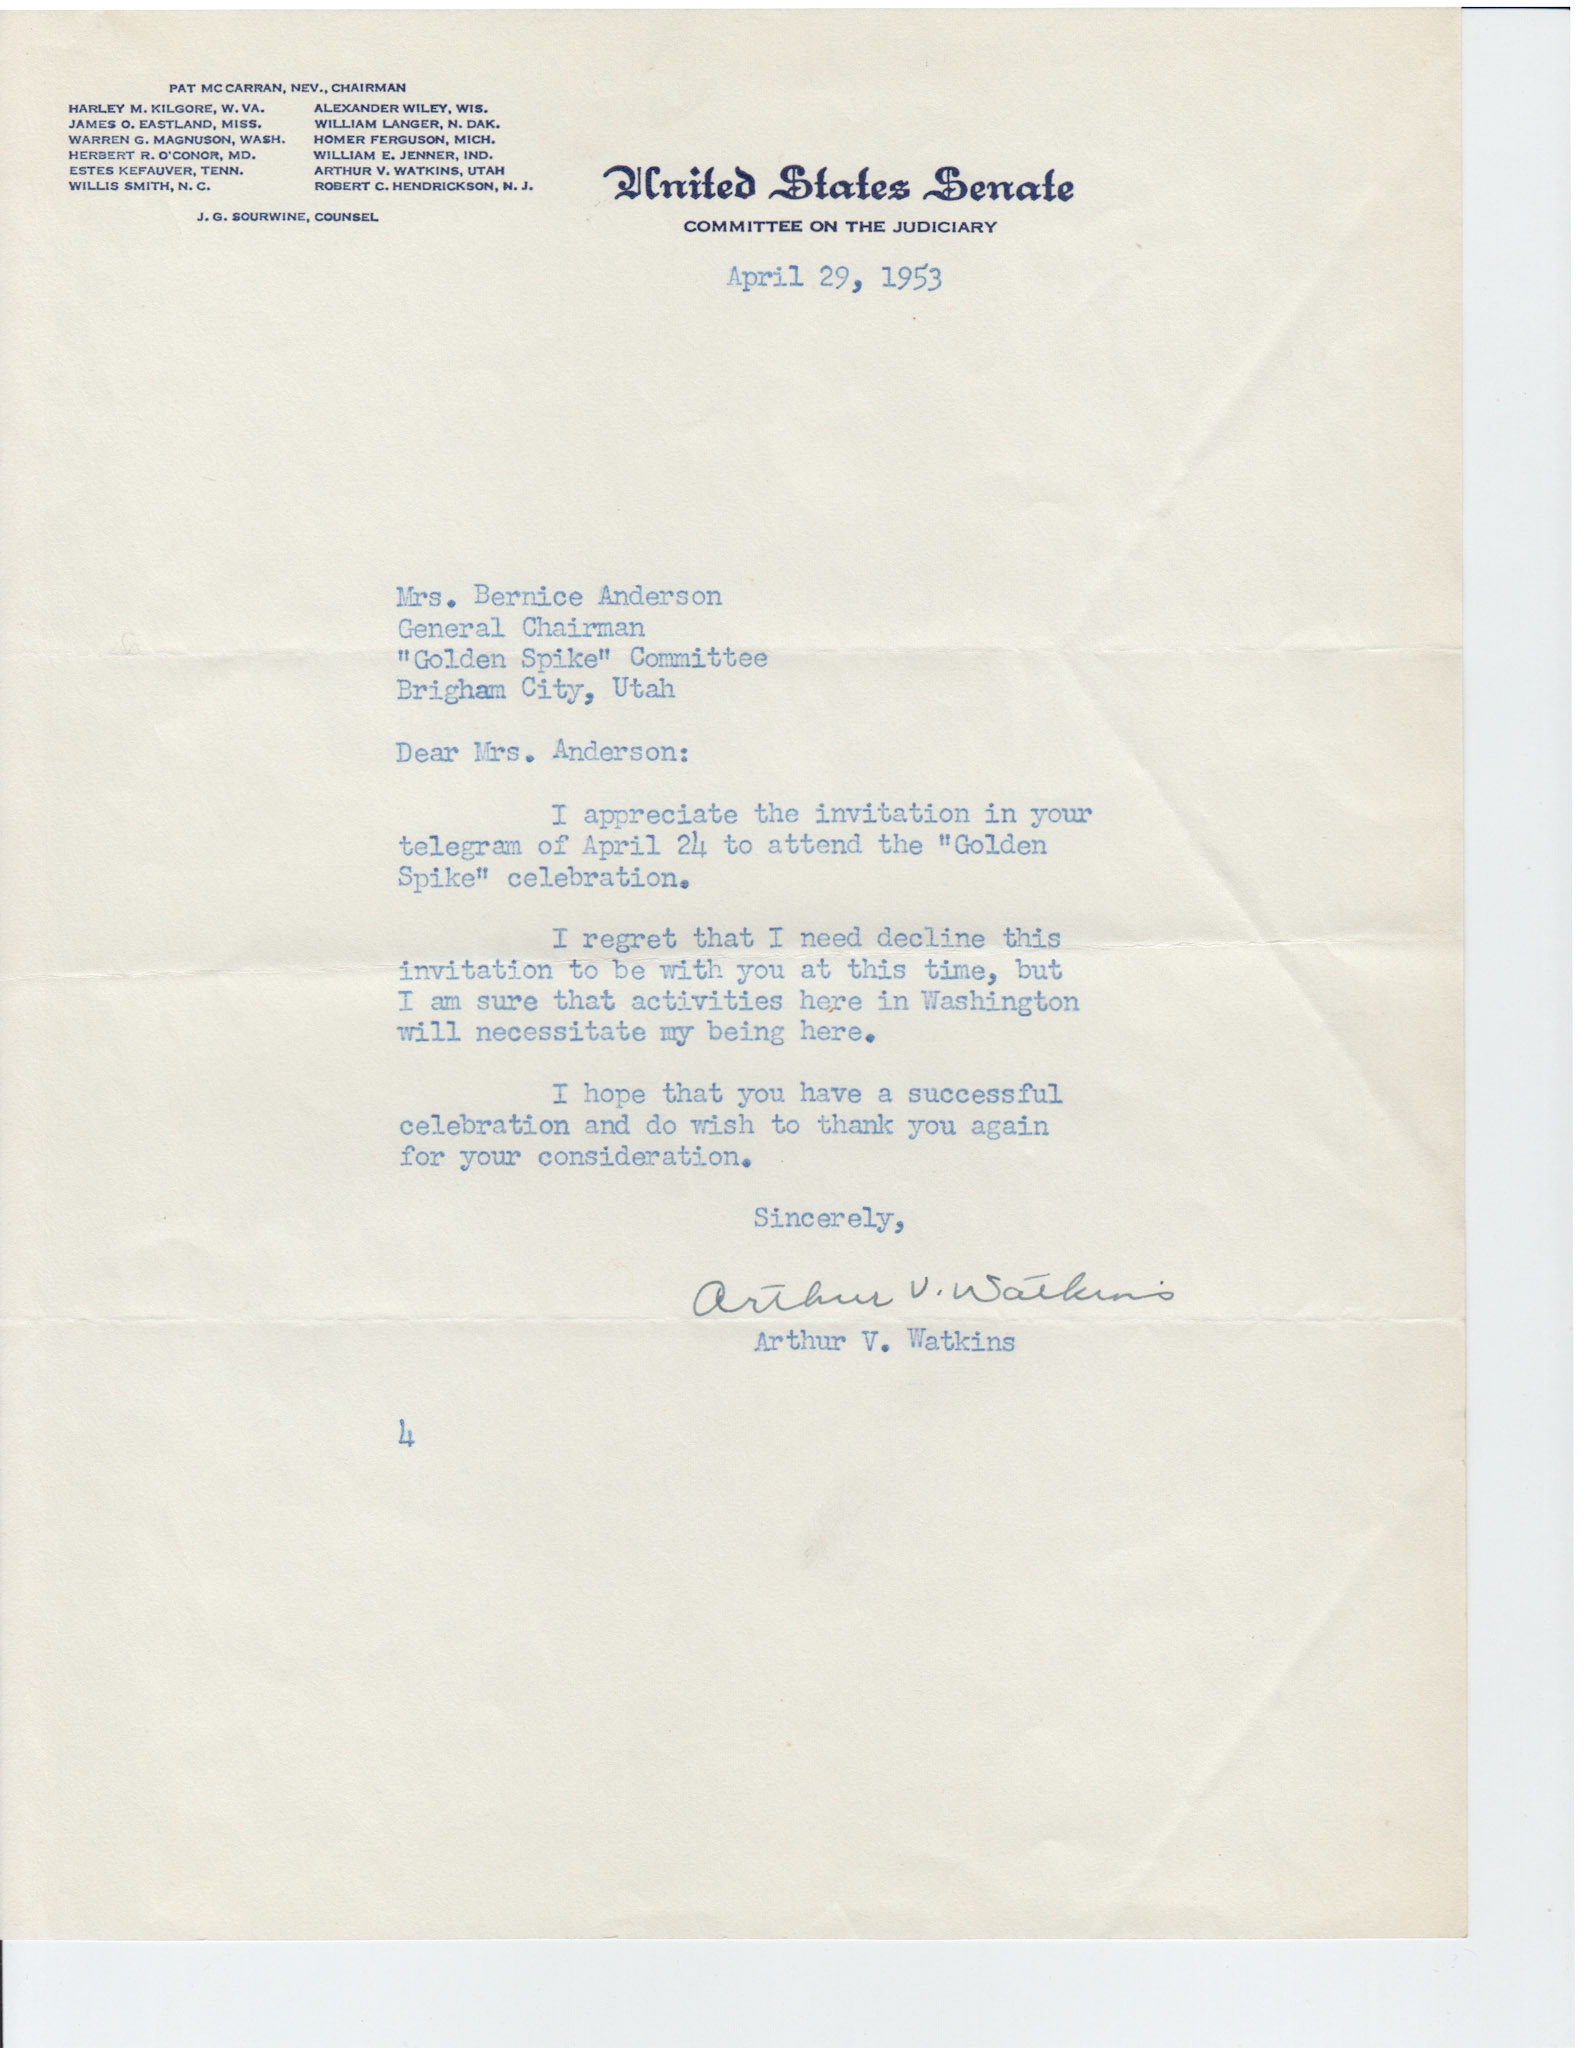 PAT MCCARRAN, NEV., CHAIRMAN
HARLEY M. KILGORE, W. VA.
JAMES O. EASTLAND, MISS.
WARREN G. MAGNUSON, WASH.
HERBERT R. O'CONOR, MD.
ESTES KEFAUVER, TENN.
WILLIS SMITH, N. C.
ALEXANDER WILEY, WIS.
WILLIAM LANGER, N. DAK.
HOMER FERGUSON, MICH.
WILLIAM E. JENNER, IND.
ARTHUR V. WATKINS, UTAH
ROBERT C. HENDRICKSON, N. J.
J. G. SOURWINE, COUNSEL
United States Senate
COMMITTEE ON THE JUDICIARY
April 29, 1953
Mrs. Bernice Anderson
General Chairman
"Golden Spike" Committee
Brigham City, Utah
Dear Mrs. Anderson:
I appreciate the invitation in your
telegram of April 24 to attend the "Golden
Spike" celebration.
I regret that I need decline this
invitation to be with you at this time, but
I am sure that activities here in Washington
will necessitate my being here.
I hope that you have a successful
celebration and do wish to thank you again
for your consideration.
Sincerely,
Arthur V. Watkins
Arthur V. Watkins
4